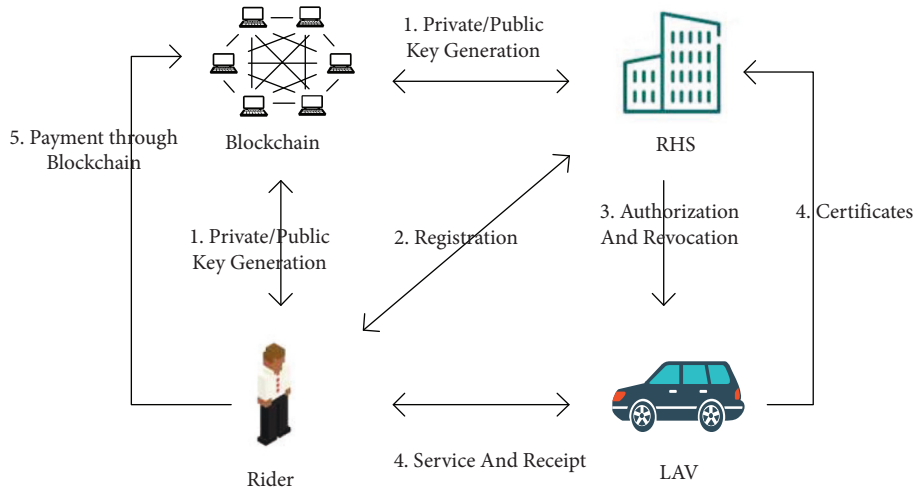 1. Private/Public
Key Generation
5. Payment through
Blockchain
Blockchain
RHS
1. Private/Public
Key Generation
2. Registration
3. Authorization
And Revocation
4. Certificates
4. Service And Receipt
Rider
LAV